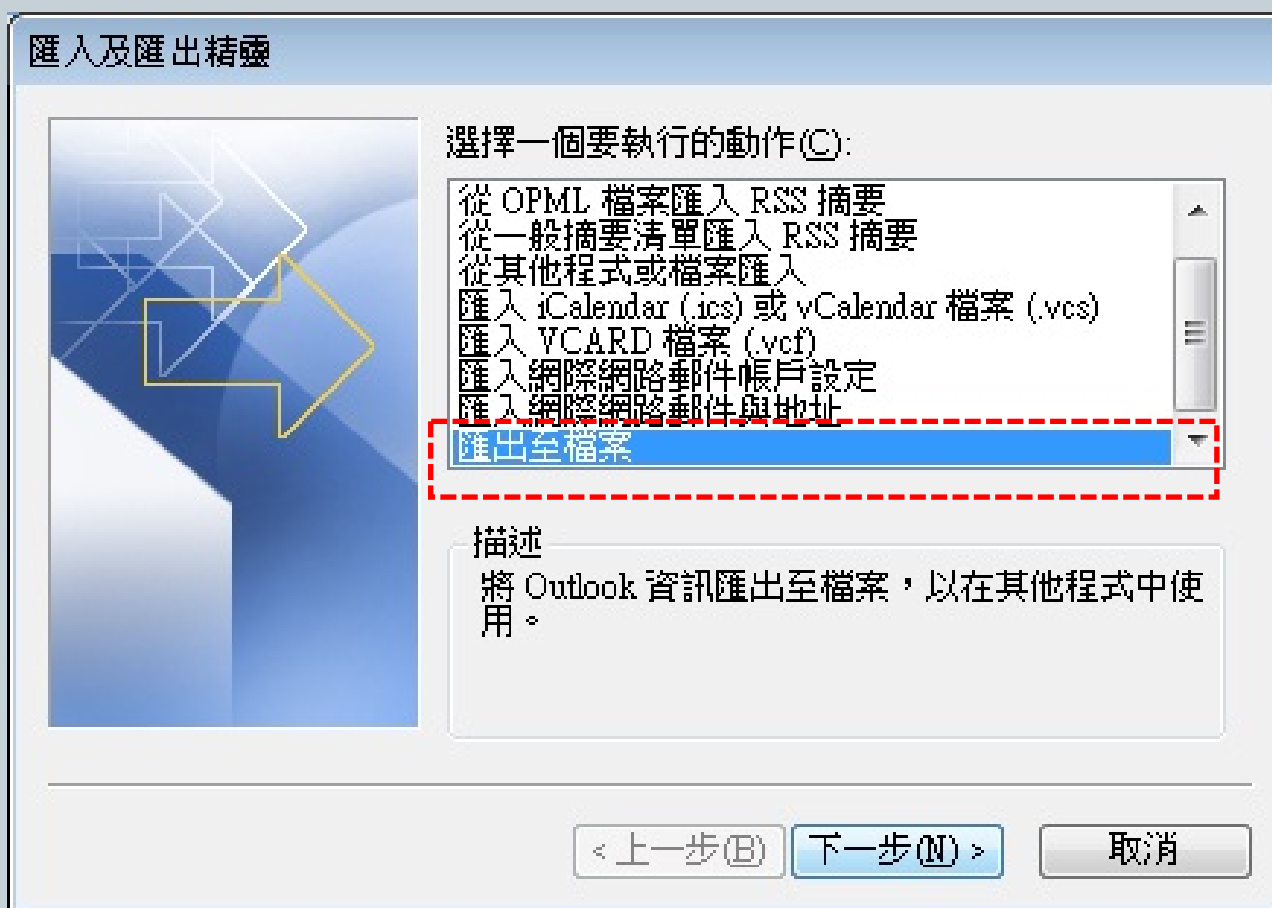 匯入及匯出精靈
選擇一個要執行的動作(C):
從 OPML 檔案匯入 RSS 摘要
從一般摘要清單匯入 RSS 摘要
從其他程式或檔案匯入
匯入 iCalendar (.ics) 或 vCalendar 檔案 (.vcs)
匯入 VCARD 檔案 (.vcf)
匯入網際網路郵件帳戶設定
匯入網際網路郵件與地址
匯出至檔案
描述
將 Outlook 資訊匯出至檔案，以在其他程式中使
用。
< 上一步(B) 下一步(N) > 取消